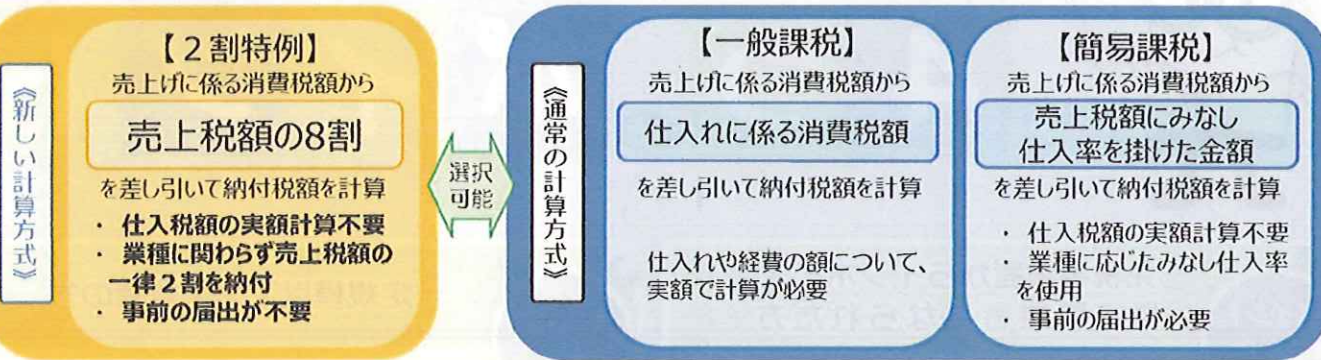 《新しい計算方式》
【2割特例】
売上げに係る消費税額から
売上税額の8割
を差し引いて納付税額を計算
・ 仕入税額の実額計算不要
・ 業種に関わらず売上税額の
一律2割を納付
・ 事前の届出が不要
選択
可能
《通常の計算方式》
【一般課税】
売上げに係る消費税額から
仕入れに係る消費税額
を差し引いて納付税額を計算
仕入れや経費の額について、
実額で計算が必要
【簡易課税】
売上げに係る消費税額から
売上税額にみなし
仕入率を掛けた金額
を差し引いて納付税額を計算
・ 仕入税額の実額計算不要
・ 業種に応じたみなし仕入率
を使用
・ 事前の届出が必要